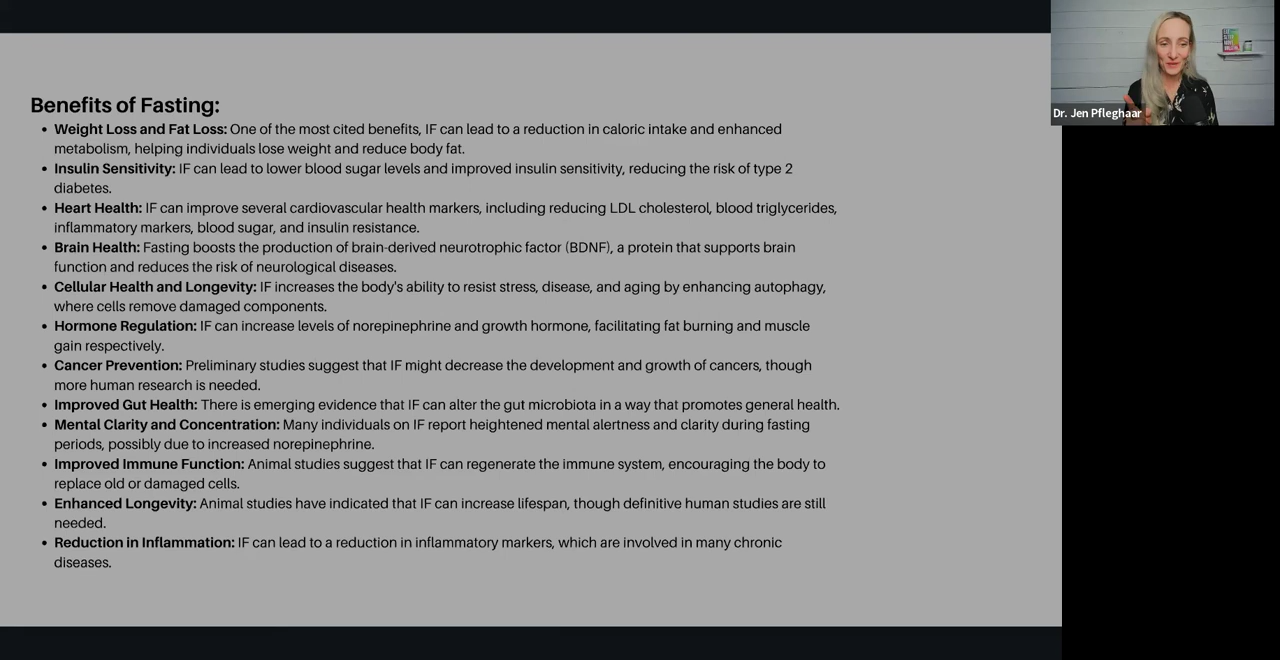 Benefits of Fasting:
• Weight Loss and Fat Loss: One of the most cited benefits, IF can lead to a reduction in caloric intake and enhanced
metabolism, helping individuals lose weight and reduce body fat.
• Insulin Sensitivity: IF can lead to lower blood sugar levels and improved insulin sensitivity, reducing the risk of type 2
diabetes.
• Heart Health: IF can improve several cardiovascular health markers, including reducing LDL cholesterol, blood triglycerides,
inflammatory markers, blood sugar, and insulin resistance.
• Brain Health: Fasting boosts the production of brain-derived neurotrophic factor (BDNF), a protein that supports brain
function and reduces the risk of neurological diseases.
• Cellular Health and Longevity: IF increases the body's ability to resist stress, disease, and aging by enhancing autophagy,
where cells remove damaged components.
• Hormone Regulation: IF can increase levels of norepinephrine and growth hormone, facilitating fat burning and muscle
gain respectively.
• Cancer Prevention: Preliminary studies suggest that IF might decrease the development and growth of cancers, though
more human research is needed.
• Improved Gut Health: There is emerging evidence that IF can alter the gut microbiota in a way that promotes general health.
• Mental Clarity and Concentration: Many individuals on IF report heightened mental alertness and clarity during fasting
periods, possibly due to increased norepinephrine.
• Improved Immune Function: Animal studies suggest that IF can regenerate the immune system, encouraging the body to
replace old or damaged cells.
• Enhanced Longevity: Animal studies have indicated that IF can increase lifespan, though definitive human studies are still
needed.
• Reduction in Inflammation: IF can lead to a reduction in inflammatory markers, which are involved in many chronic
diseases.
Dr. Jen Pfleghaar